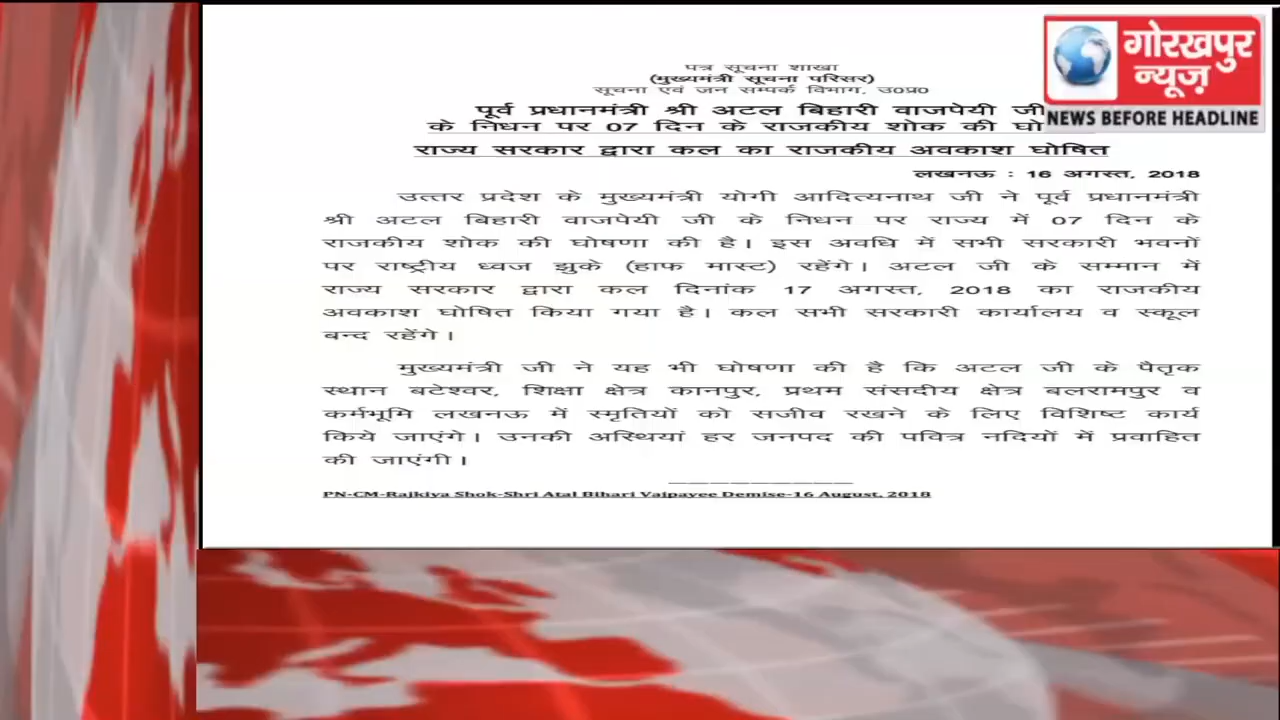 पत्र सूचना शाखा
(मुख्यमंत्री सूचना परिसर)
सूचना एवं जन सम्पर्क विभाग, उ०प्र०
पूर्व प्रधानमंत्री श्री अटल बिहारी वाजपेयी जी
के निधन पर 07 दिन के राजकीय शोक की
राज्य सरकार द्वारा कल का राजकीय अवकाश घोषित
लखनऊ : 16 अगस्त, 2018
उत्तर प्रदेश के मुख्यमंत्री योगी आदित्यनाथ जी ने पूर्व प्रधानमंत्री
श्री अटल बिहारी वाजपेयी जी के निधन पर राज्य में 07 दिन के
राजकीय शोक की घोषणा की है। इस अवधि में सभी सरकारी भवनों
पर राष्ट्रीय ध्वज झुके (हाफ मास्ट) रहेंगे। अटल जी के सम्मान में
राज्य सरकार द्वारा कल दिनांक 17 अगस्त, 2018 का राजकीय
अवकाश घोषित किया गया है। कल सभी सरकारी कार्यालय व स्कूल
बन्द रहेंगे।
मुख्यमंत्री जी ने यह भी घोषणा की है कि अटल जी के पैतृक
स्थान बटेश्वर, शिक्षा क्षेत्र कानपुर, प्रथम संसदीय क्षेत्र बलरामपुर व
कर्मभूमि लखनऊ में स्मृतियों को सजीव रखने के लिए विशिष्ट कार्य
किये जाएंगे। उनकी अस्थियां हर जनपद की पवित्र नदियों में प्रवाहित
की जाएंगी।
PN-CM-Rajkiya Shok-Shri Atal Bihari Vajpayee Demise-16 August, 2018
गोरखपुर
न्यूज़
NEWS BEFORE HEADLINE